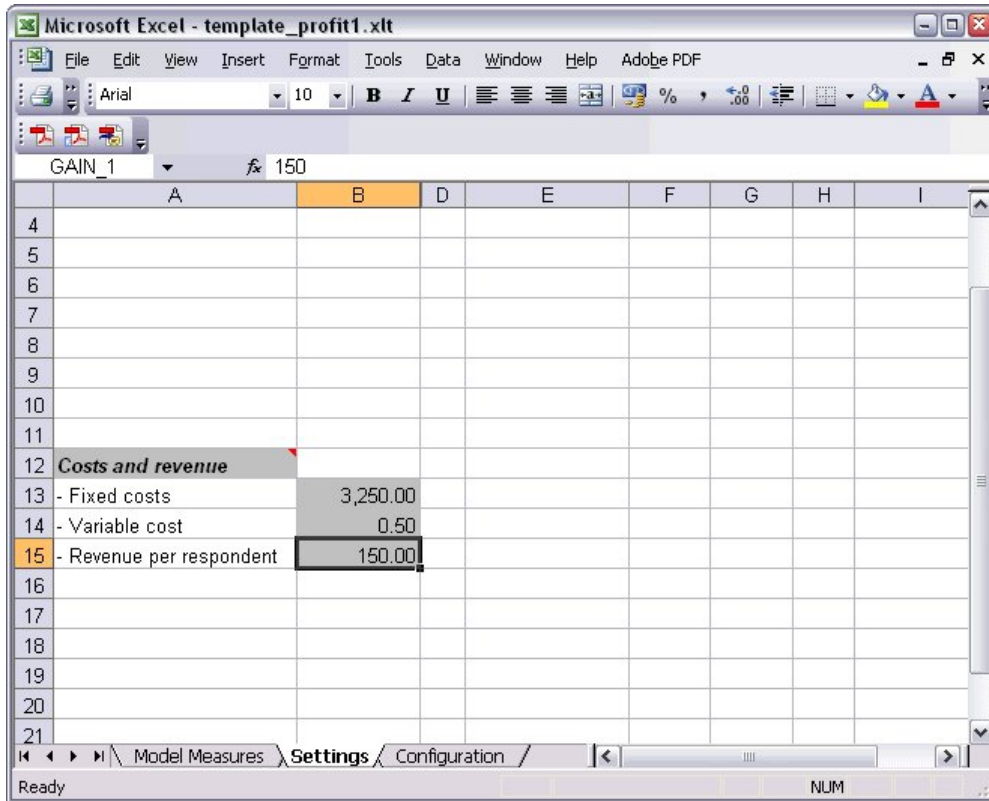 Microsoft Excel - template_profit1.xlt
File Edit View Insert Format Tools Data Window Help Adobe PDF
Arial 10 B I U % ,
GAIN_1 fx 150
A B D E F G H I
4
5
6
7
8
9
10
11
12 Costs and revenue
13 - Fixed costs 3,250.00
14 - Variable cost 0.50
15 - Revenue per respondent 150.00
16
17
18
19
20
21
Model Measures Settings Configuration
Ready NUM